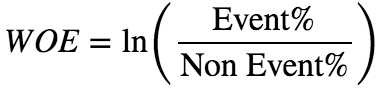 WOE = ln(Event% / Non Event%)